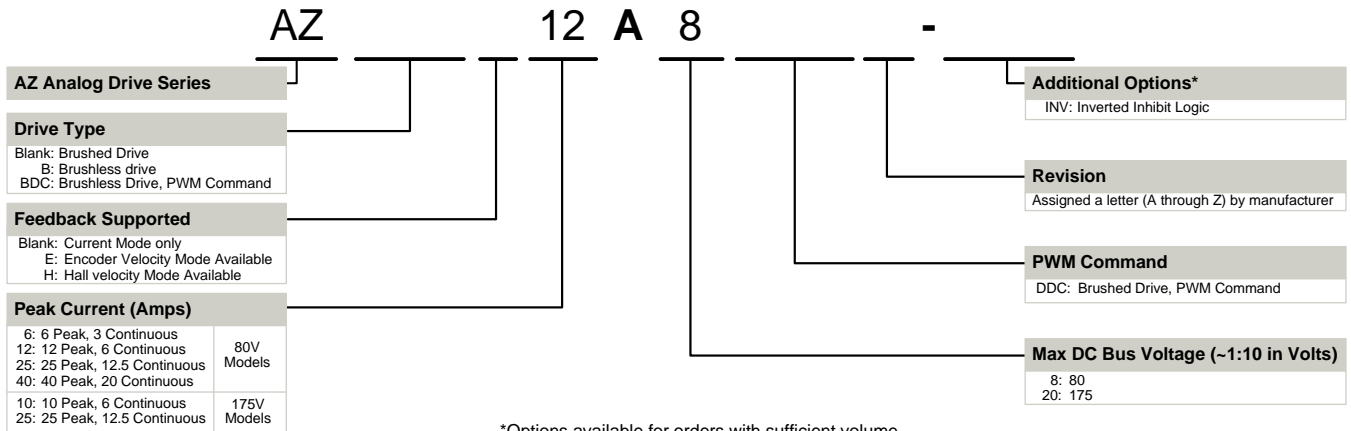 AZ 12 A 8 -
AZ Analog Drive Series
Drive Type
Blank: Brushed Drive
B: Brushless drive
BDC: Brushless Drive, PWM Command
Feedback Supported
Blank: Current Mode only
E: Encoder Velocity Mode Available
H: Hall velocity Mode Available
Peak Current (Amps)
6: 6 Peak, 3 Continuous
12: 12 Peak, 6 Continuous
25: 25 Peak, 12.5 Continuous
40: 40 Peak, 20 Continuous
80V
Models
10: 10 Peak, 6 Continuous
25: 25 Peak, 12.5 Continuous
175V
Models
Additional Options*
INV: Inverted Inhibit Logic
Revision
Assigned a letter (A through Z) by manufacturer
PWM Command
DDC: Brushed Drive, PWM Command
Max DC Bus Voltage (~1:10 in Volts)
8: 80
20: 175
*Options available for orders with sufficient volume